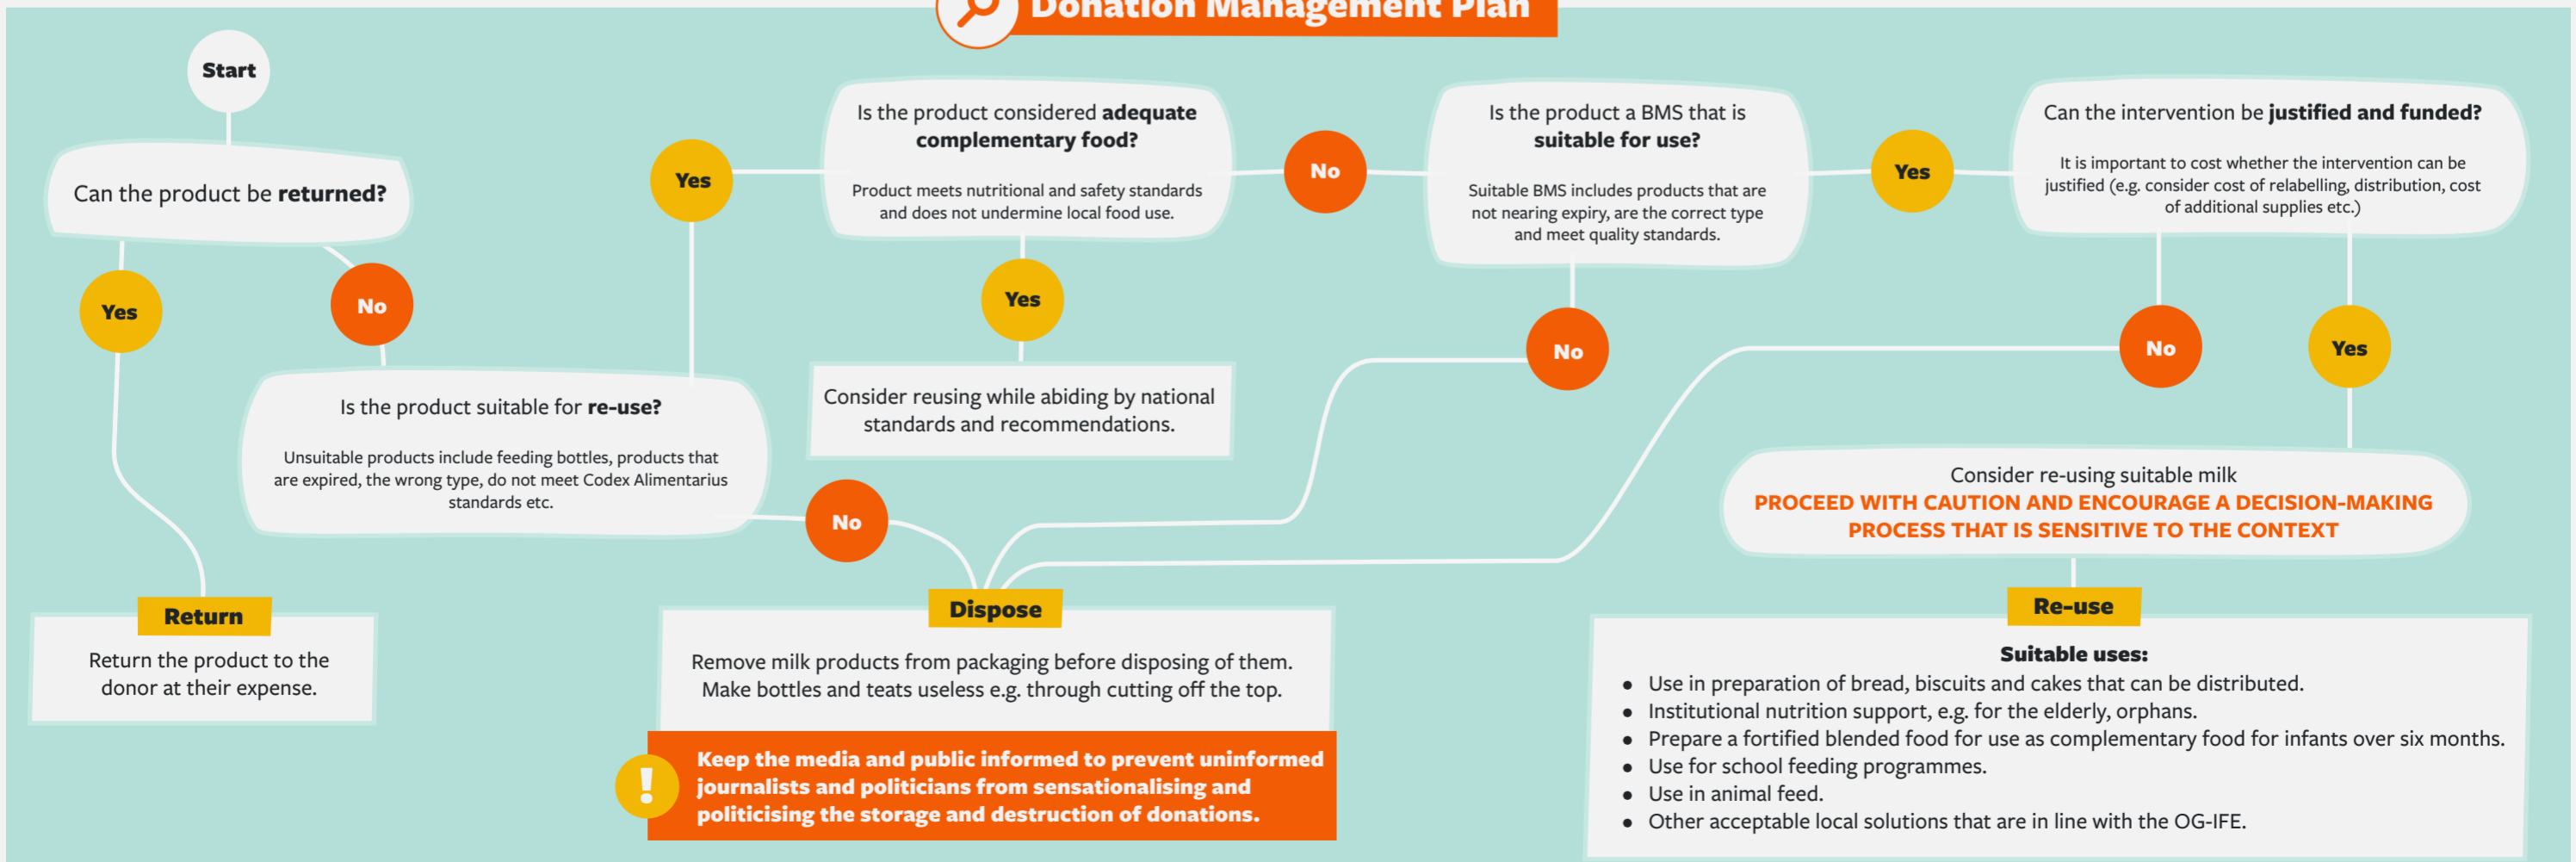 Donation Management Plan
Start
Can the product be returned?
Yes
No
Is the product suitable for re-use?
Unsuitable products include feeding bottles, products that
are expired, the wrong type, do not meet Codex Alimentarius
standards etc.
Yes
No
Is the product considered adequate
complementary food?
Product meets nutritional and safety standards
and does not undermine local food use.
Yes
Consider reusing while abiding by national
standards and recommendations.
No
Is the product a BMS that is
suitable for use?
Suitable BMS includes products that are
not nearing expiry, are the correct type
and meet quality standards.
No
Yes
Can the intervention be justified and funded?
It is important to cost whether the intervention can be
justified (e.g. consider cost of relabelling, distribution, cost
of additional supplies etc.)
No
Yes
Consider re-using suitable milk
PROCEED WITH CAUTION AND ENCOURAGE A DECISION-MAKING
PROCESS THAT IS SENSITIVE TO THE CONTEXT
Return
Return the product to the
donor at their expense.
Dispose
Remove milk products from packaging before disposing of them.
Make bottles and teats useless e.g. through cutting off the top.
!
Keep the media and public informed to prevent uninformed
journalists and politicians from sensationalising and
politicising the storage and destruction of donations.
Re-use
Suitable uses:
• Use in preparation of bread, biscuits and cakes that can be distributed.
• Institutional nutrition support, e.g. for the elderly, orphans.
• Prepare a fortified blended food for use as complementary food for infants over six months.
• Use for school feeding programmes.
• Use in animal feed.
• Other acceptable local solutions that are in line with the OG-IFE.